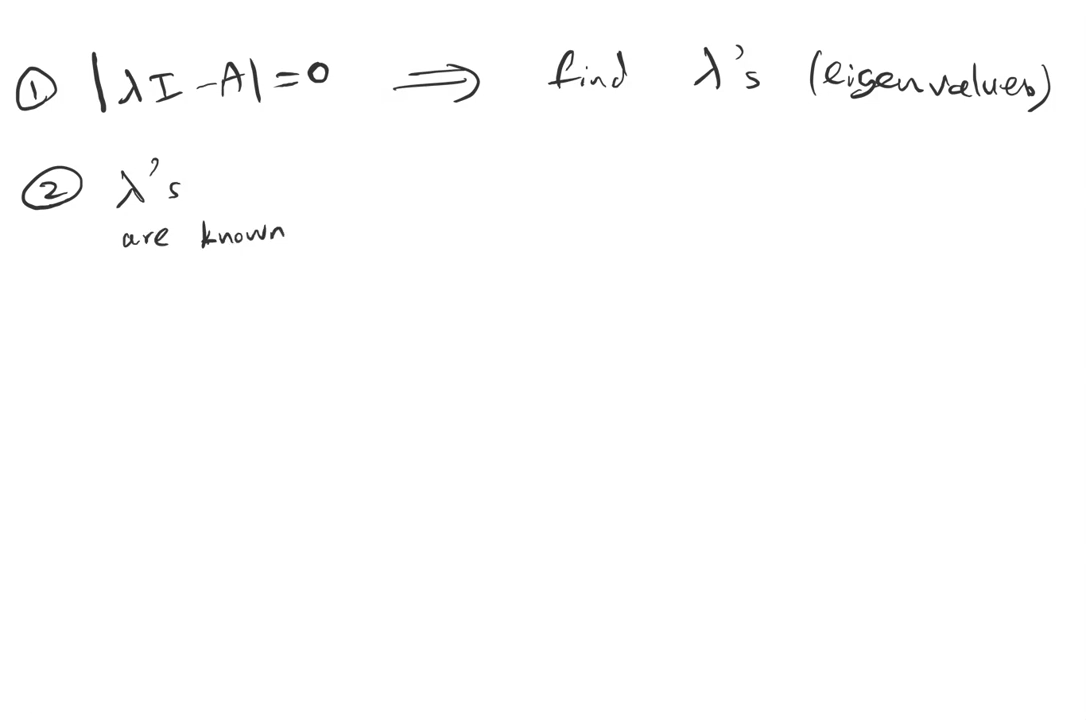 ① |λI - A| = 0 ⟹ find λ's (eigenvalues)
② λ's
are known